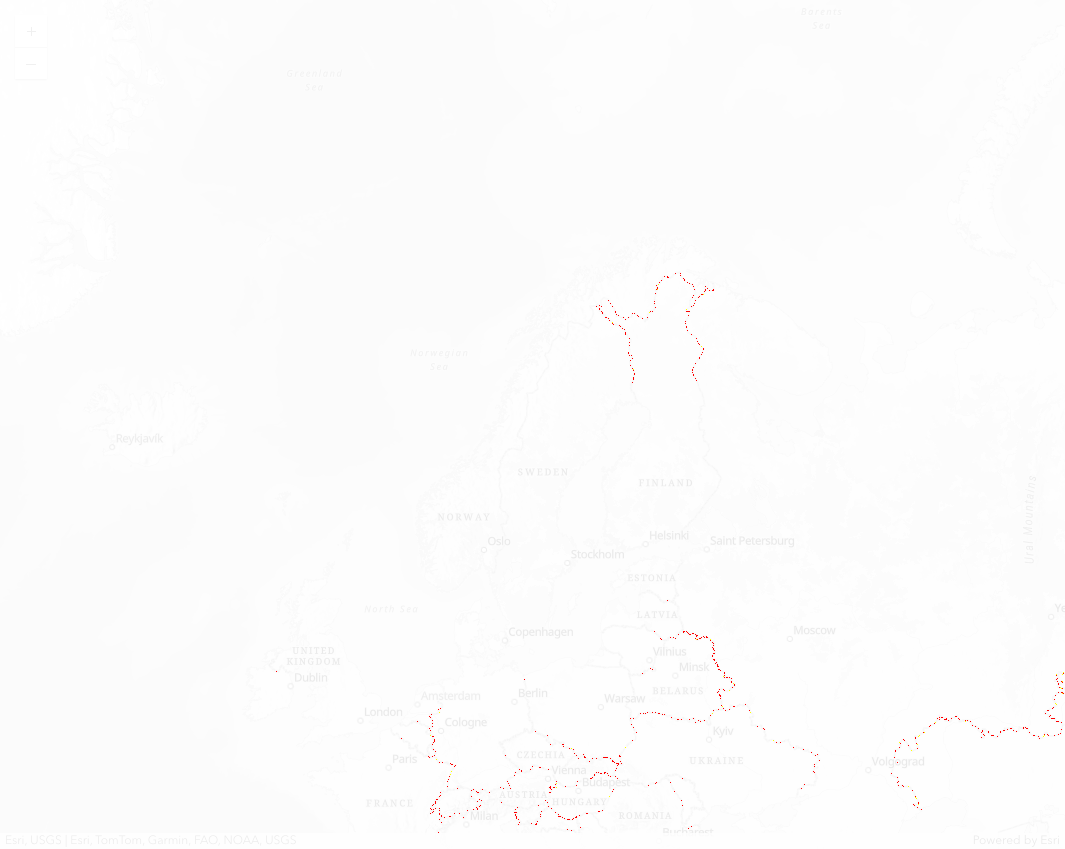 +
Barents
Sea
−
Greenland
Sea
Norwegian
Sea
Reykjavík
SWEDEN
FINLAND
NORWAY
Ural Mountains
Oslo
Helsinki
Saint Petersburg
Stockholm
ESTONIA
North Sea
LATVIA
Ye
Copenhagen
Moscow
UNITED
KINGDOM
Vilnius
Minsk
Dublin
BELARUS
Amsterdam
Berlin
Warsaw
London
Cologne
Kyiv
Paris
CZECHIA
UKRAINE
Volgograd
Vienna
Budapest
AUSTRIA
FRANCE
HUNGARY
Milan
ROMANIA
Bucharest
Esri, USGS | Esri, TomTom, Garmin, FAO, NOAA, USGS
Powered by Esri